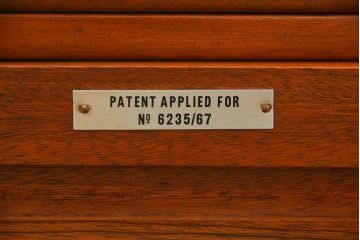 PATENT APPLIED FOR
Nº 6235/67